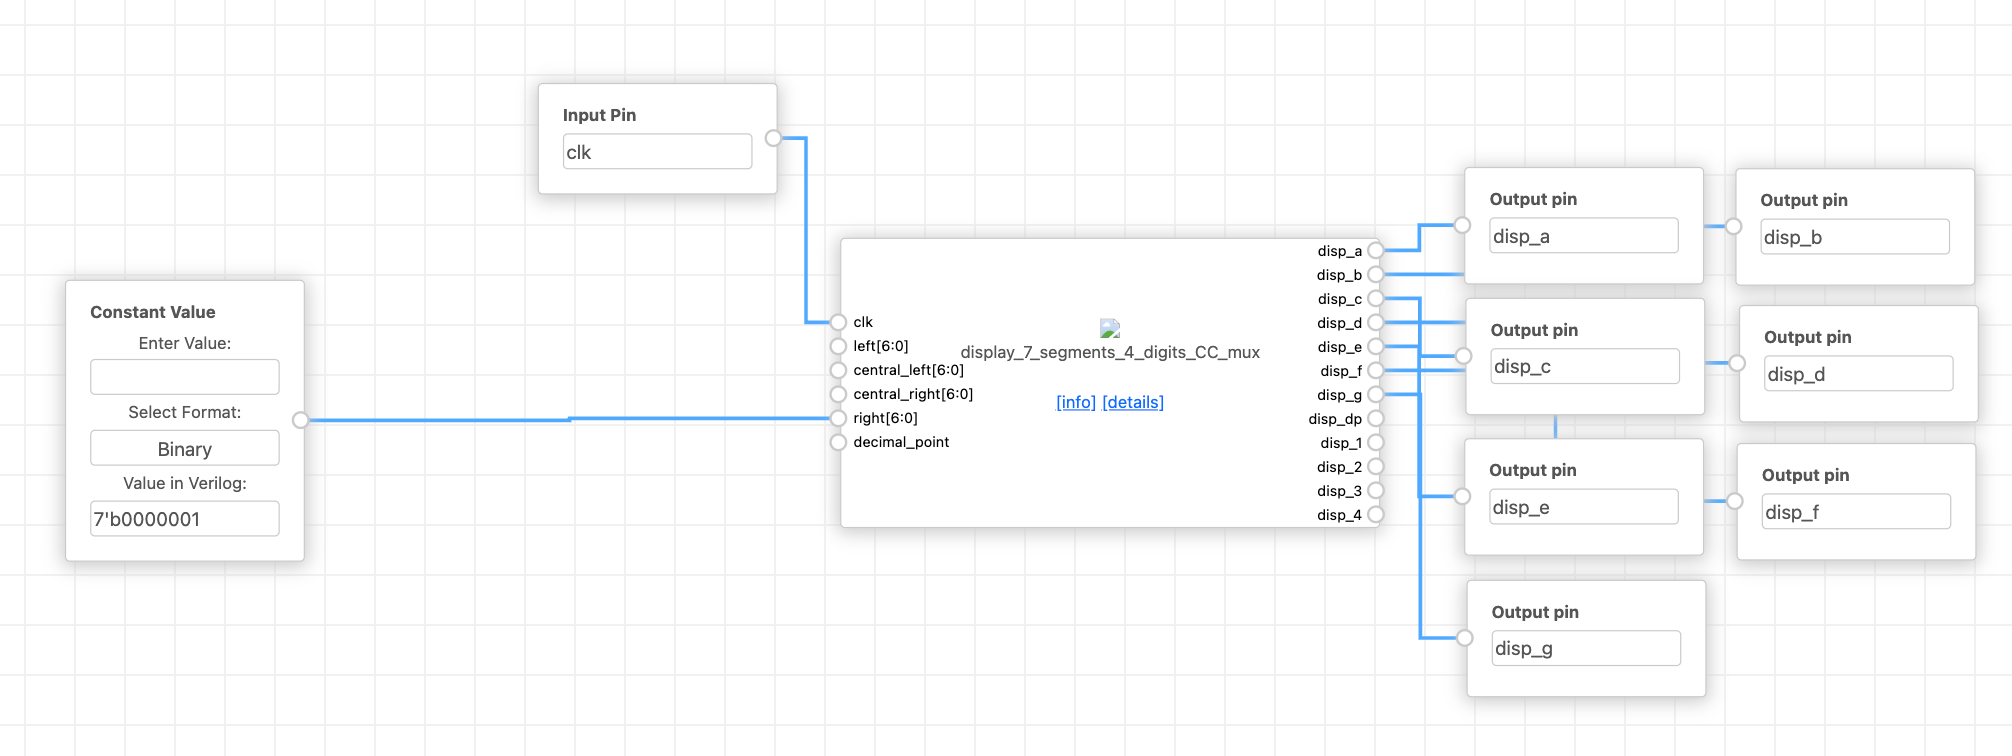 Input Pin
clk
Constant Value
Enter Value:
Select Format:
Binary
Value in Verilog:
7'b0000001
clk
left[6:0]
central_left[6:0]
central_right[6:0]
right[6:0]
decimal_point
display_7_segments_4_digits_CC_mux
[info] [details]
disp_a
disp_b
disp_c
disp_d
disp_e
disp_f
disp_g
disp_dp
disp_1
disp_2
disp_3
disp_4
Output pin
disp_a
Output pin
disp_b
Output pin
disp_c
Output pin
disp_d
Output pin
disp_e
Output pin
disp_f
Output pin
disp_g